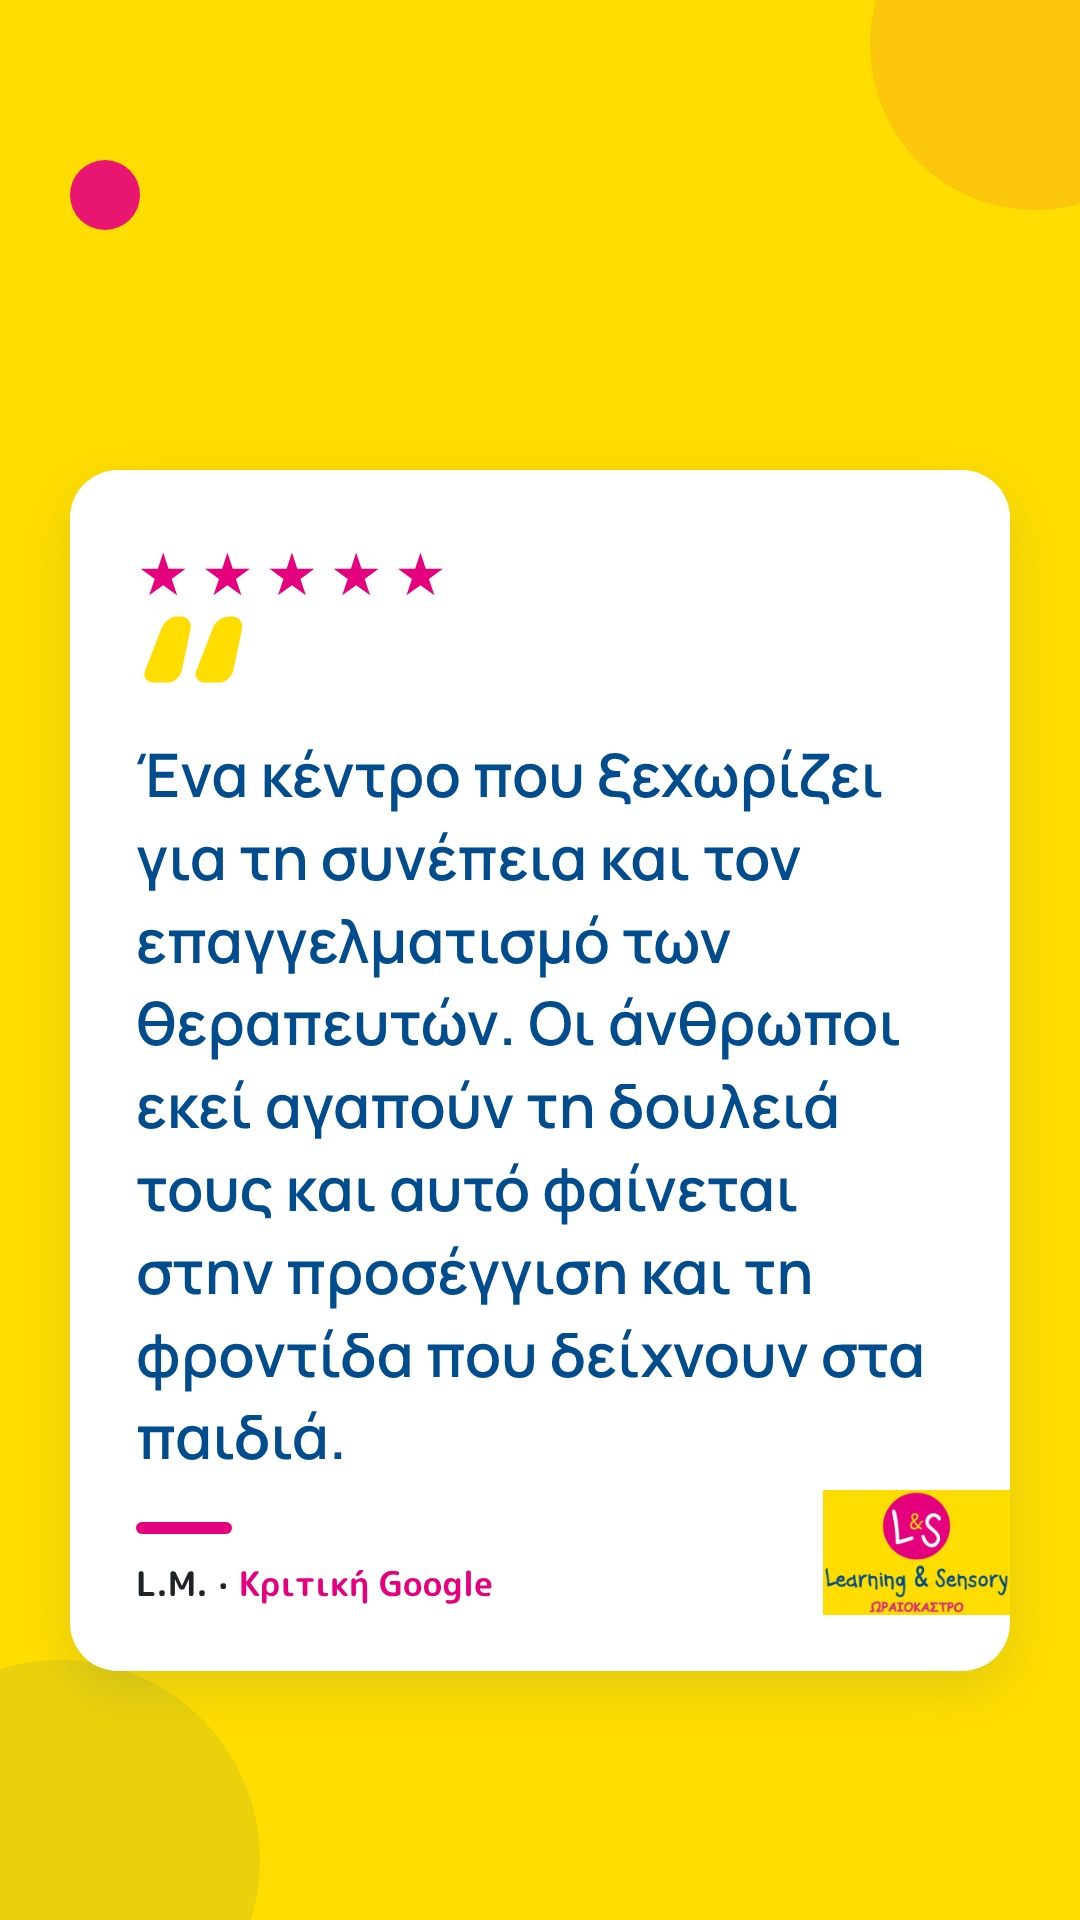 ★★★★★
“
Ένα κέντρο που ξεχωρίζει
για τη συνέπεια και τον
επαγγελματισμό των
θεραπευτών. Οι άνθρωποι
εκεί αγαπούν τη δουλειά
τους και αυτό φαίνεται
στην προσέγγιση και τη
φροντίδα που δείχνουν στα
παιδιά.
L.M. · Κριτική Google
L&S
Learning & Sensory
ΩΡΑΙΟΚΑΣΤΡΟ